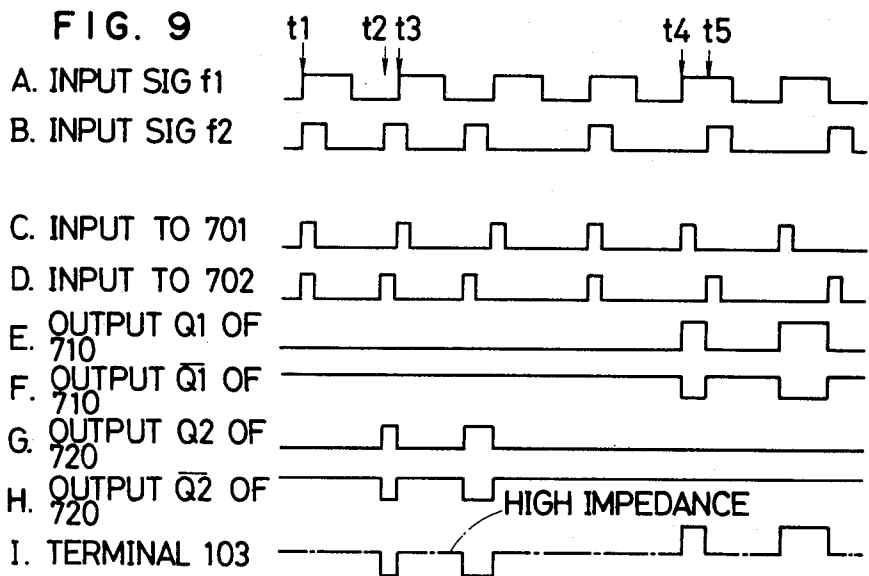 FIG. 9
t1 t2 t3 t4 t5
A. INPUT SIG f1
B. INPUT SIG f2
C. INPUT TO 701
D. INPUT TO 702
E. OUTPUT Q1 OF
710
F. OUTPUT Q̅1̅ OF
710
G. OUTPUT Q2 OF
720
H. OUTPUT Q̅2̅ OF
720
HIGH IMPEDANCE
I. TERMINAL 103